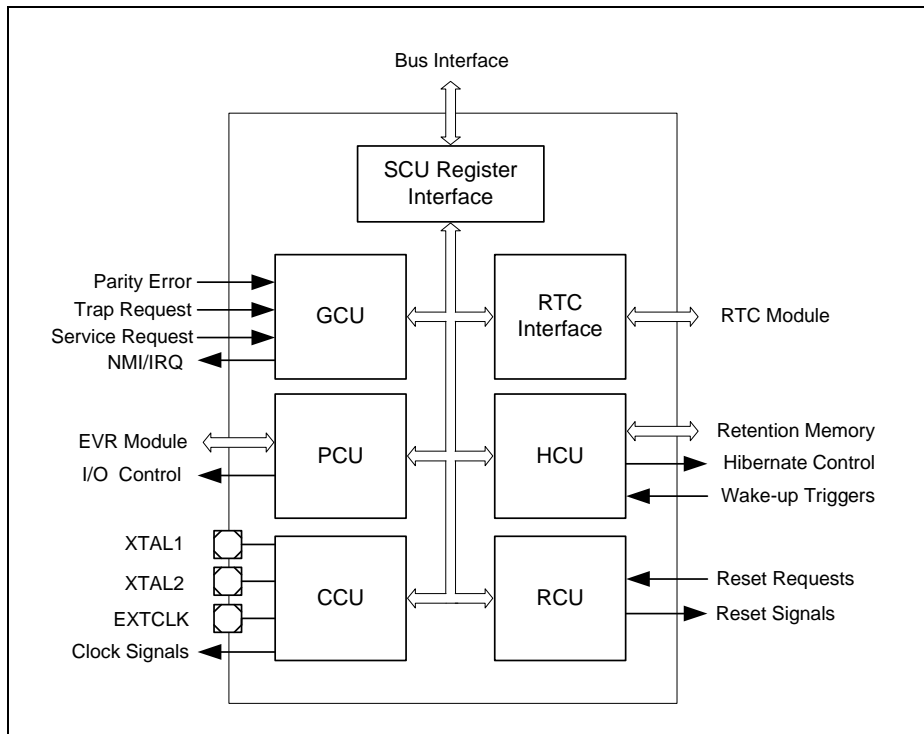 Bus Interface
SCU Register
Interface
Parity Error
Trap Request
Service Request
NMI/IRQ
GCU
RTC
Interface
RTC Module
EVR Module
I/O Control
PCU
HCU
Retention Memory
Hibernate Control
Wake-up Triggers
XTAL1
XTAL2
EXTCLK
Clock Signals
CCU
RCU
Reset Requests
Reset Signals